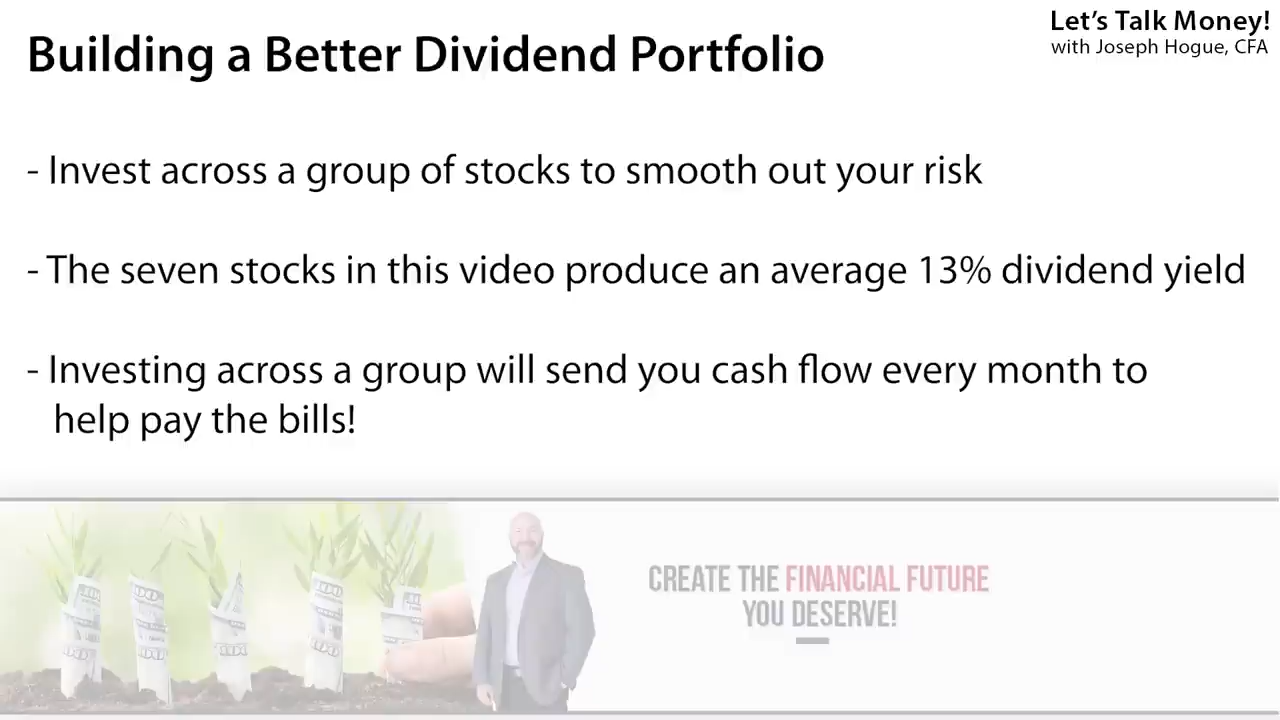 Let's Talk Money!
with Joseph Hogue, CFA
Building a Better Dividend Portfolio
- Invest across a group of stocks to smooth out your risk
- The seven stocks in this video produce an average 13% dividend yield
- Investing across a group will send you cash flow every month to
help pay the bills!
CREATE THE FINANCIAL FUTURE
YOU DESERVE!